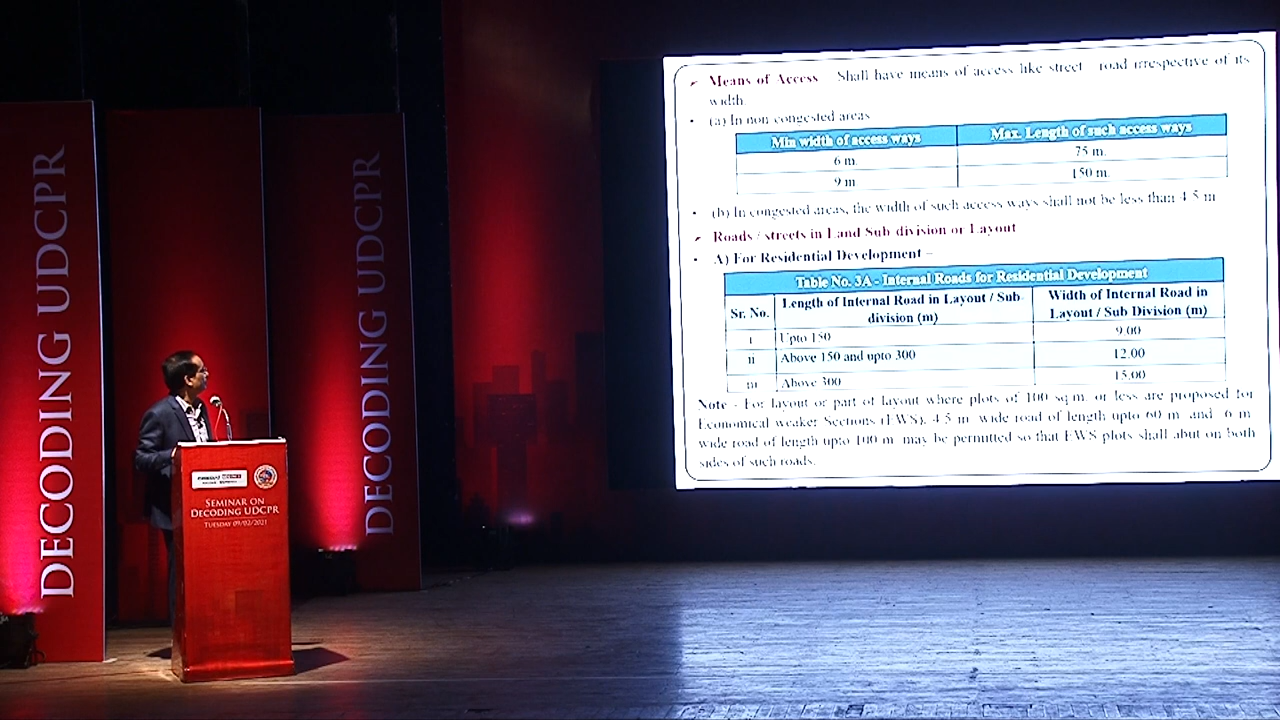 DECODING UDCPR
DECODING UDCPR
SEMINAR ON
DECODING UDCPR
TUESDAY 09/02/2021
Means of Access Shall have means of access like street road irrespective of its
width.
(a) In non congested areas
Min width of access ways Max. Length of such access ways
6 m. 75 m.
9 m 150 m.
(b) In congested areas, the width of such access ways shall not be less than 4.5 m
Roads / streets in Land Sub-division or Layout
A) For Residential Development –
Table No. 3A - Internal Roads for Residential Development
Sr. No. Length of Internal Road in Layout / Sub- Width of Internal Road in
division (m) Layout / Sub Division (m)
i Upto 150 9.00
ii Above 150 and upto 300 12.00
iii Above 300 15.00
Note - For layout or part of layout where plots of 100 sq.m. or less are proposed for
Economical weaker Sections (EWS), 4.5 m wide road of length upto 60 m and 6 m
wide road of length upto 100 m may be permitted so that EWS plots shall abut on both
sides of such roads.